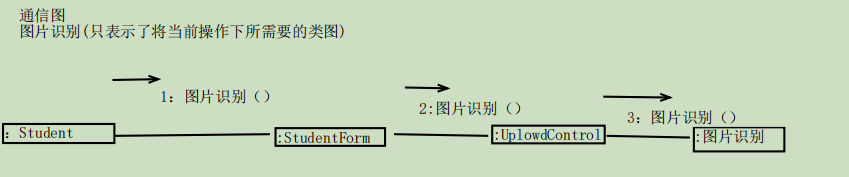 通信图
图片识别(只表示了将当前操作下所需要的类图)
1: 图片识别（）
2:图片识别（）
3: 图片识别（）
: Student
:StudentForm
:UplowdControl
:图片识别